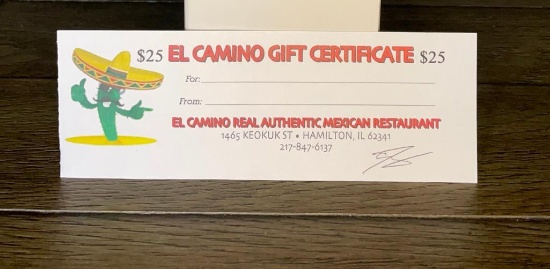 $25 EL CAMINO GIFT CERTIFICATE $25
For:
From:
EL CAMINO REAL AUTHENTIC MEXICAN RESTAURANT
1465 KEOKUK ST • HAMILTON, IL 62341
217-847-6137